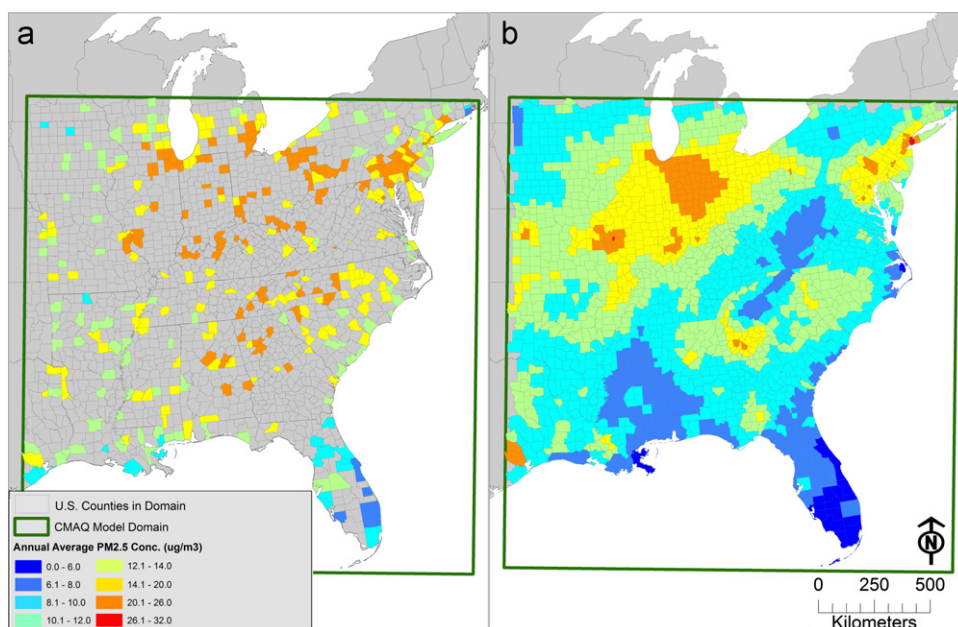 a
b
U.S. Counties in Domain
CMAQ Model Domain
Annual Average PM2.5 Conc. (ug/m3)
0.0 - 6.0
12.1 - 14.0
6.1 - 8.0
14.1 - 20.0
8.1 - 10.0
20.1 - 26.0
10.1 - 12.0
26.1 - 32.0
N
0 250 500
Kilometers